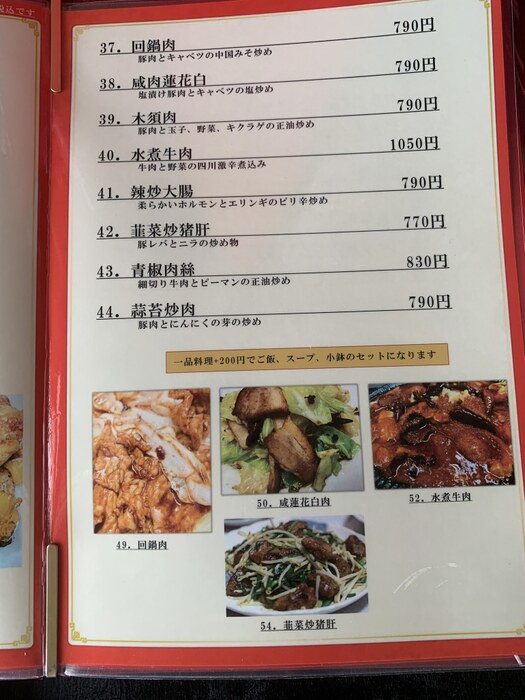 込です
37. 回鍋肉 790円
豚肉とキャベツの中国みそ炒め
38. 咸肉蓮花白 790円
塩漬け豚肉とキャベツの塩炒め
39. 木須肉 790円
豚肉と玉子、野菜、キクラゲの正油炒め
40. 水煮牛肉 1050円
牛肉と野菜の四川激辛煮込み
41. 辣炒大腸 790円
柔らかいホルモンとエリンギのピリ辛炒め
42. 韮菜炒猪肝 770円
豚レバとニラの炒め物
43. 青椒肉絲 830円
細切り牛肉とピーマンの正油炒め
44. 蒜苔炒肉 790円
豚肉とにんにくの芽の炒め
一品料理+200円でご飯、スープ、小鉢のセットになります
50. 咸蓮花白肉
52. 水煮牛肉
49. 回鍋肉
54. 韮菜炒猪肝